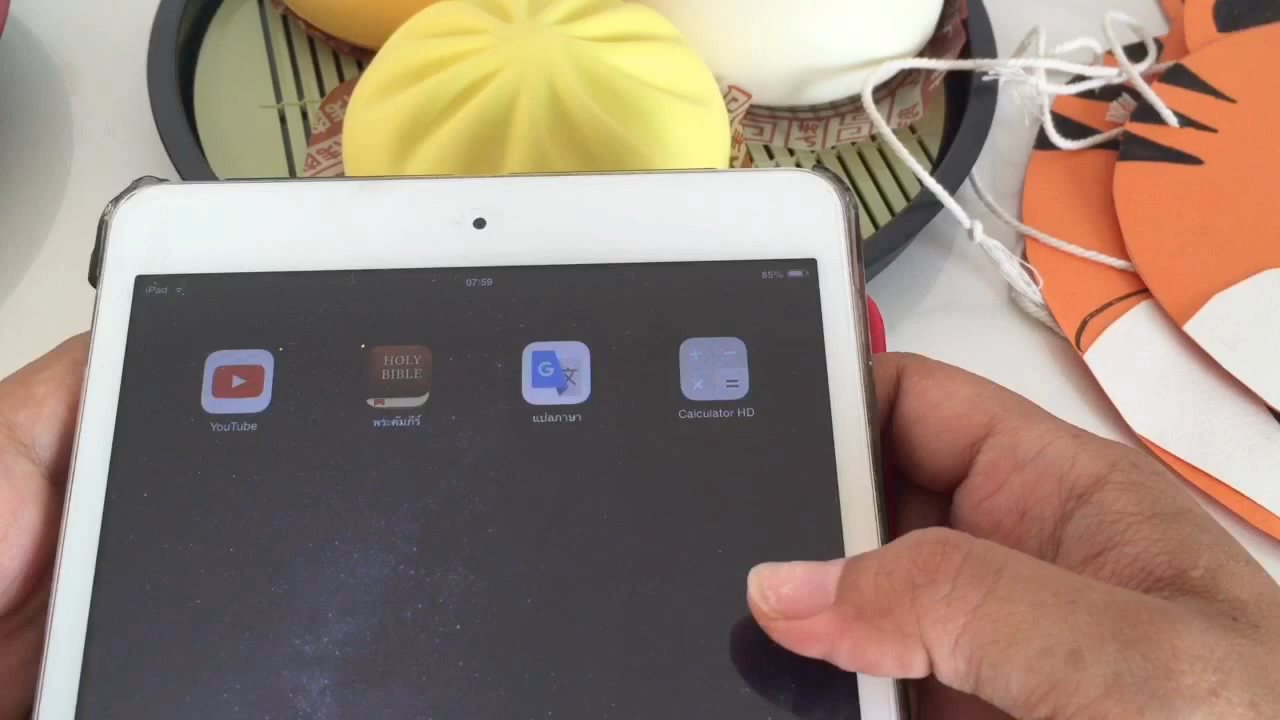 iPad
07:59
85%
HOLY
BIBLE
G 文
YouTube
พระคัมภีร์
แปลภาษา
Calculator HD